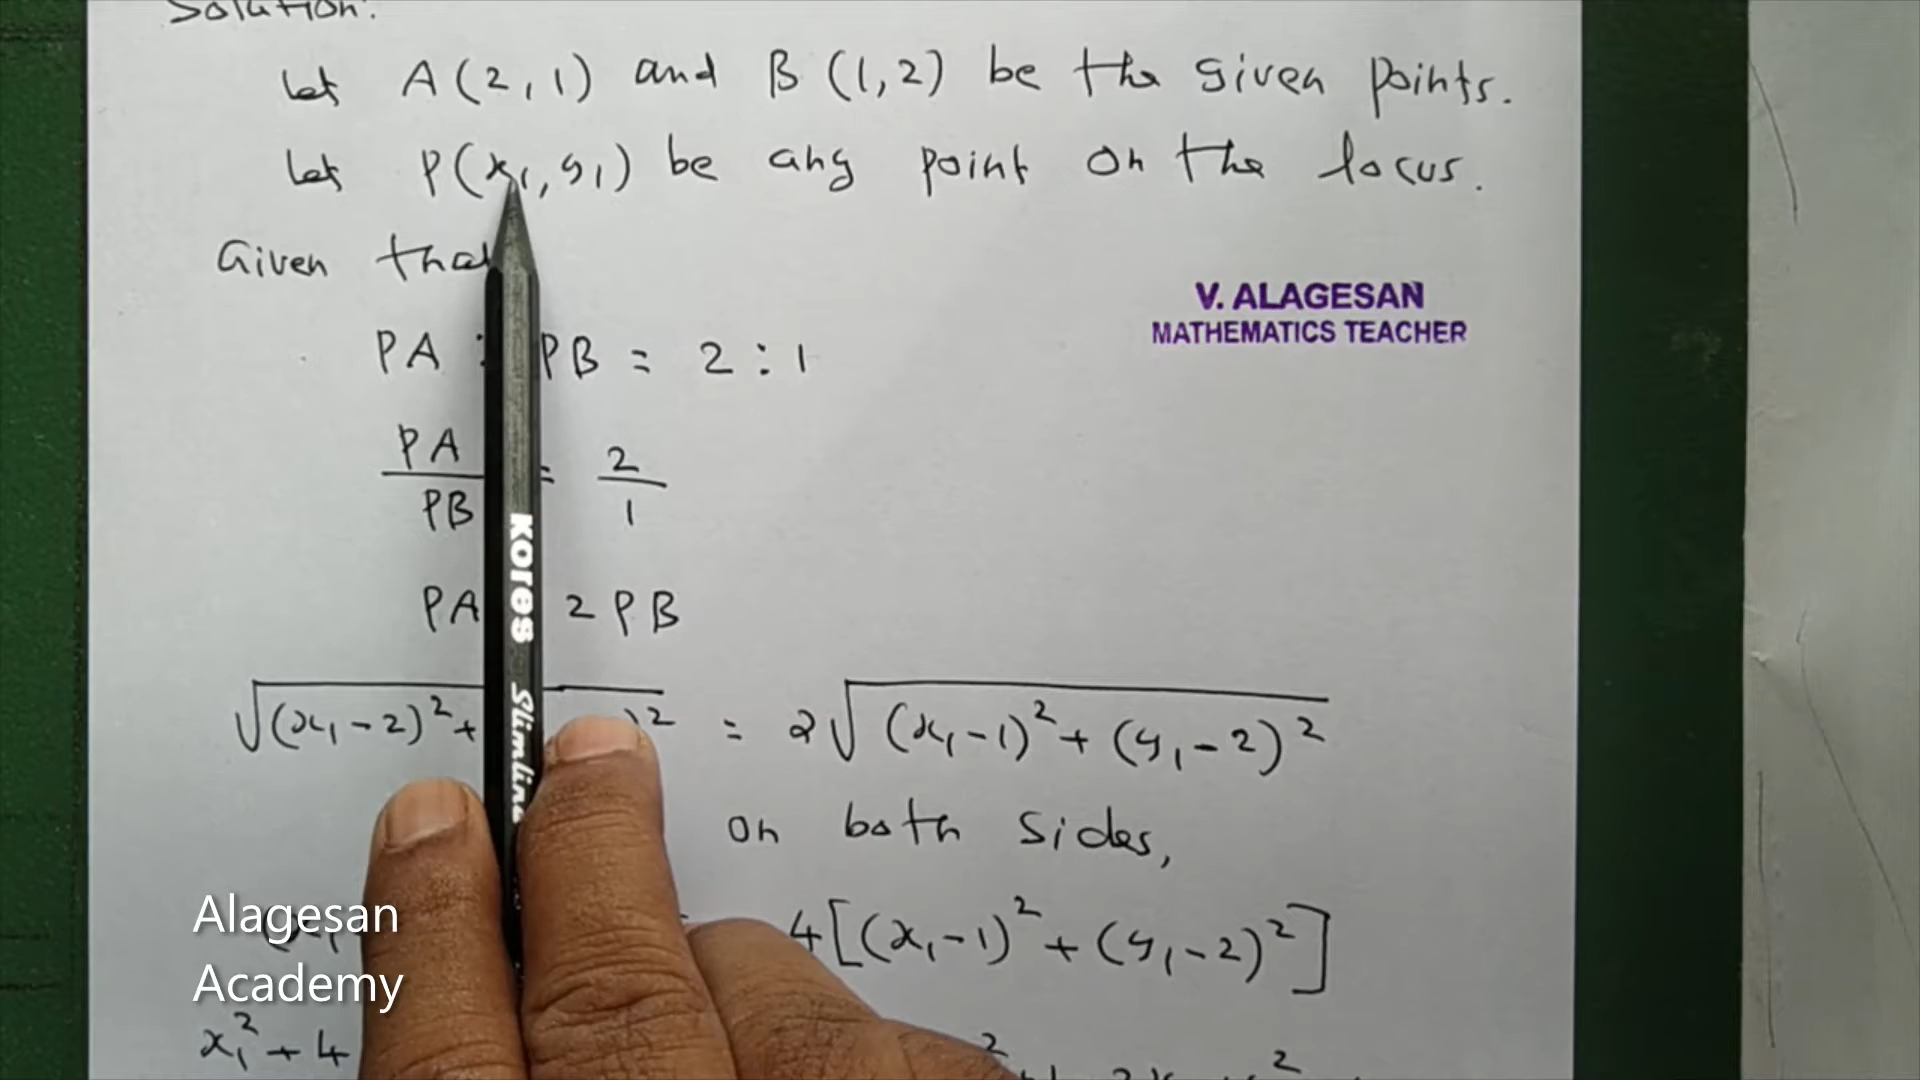 Solution:
Let A(2,1) and B(1,2) be the given points.
Let P(x₁,y₁) be any point on the locus.
Given that
V. ALAGESAN
MATHEMATICS TEACHER
PA : PB = 2 : 1
PA/PB = 2/1
PA 2 PB
√(x₁-2)²+ )² = 2√(x₁-1)²+(y₁-2)²
on both sides,
Kores Slimline
4[(x₁-1)²+(y₁-2)²]
Alagesan
Academy
x₁²+4